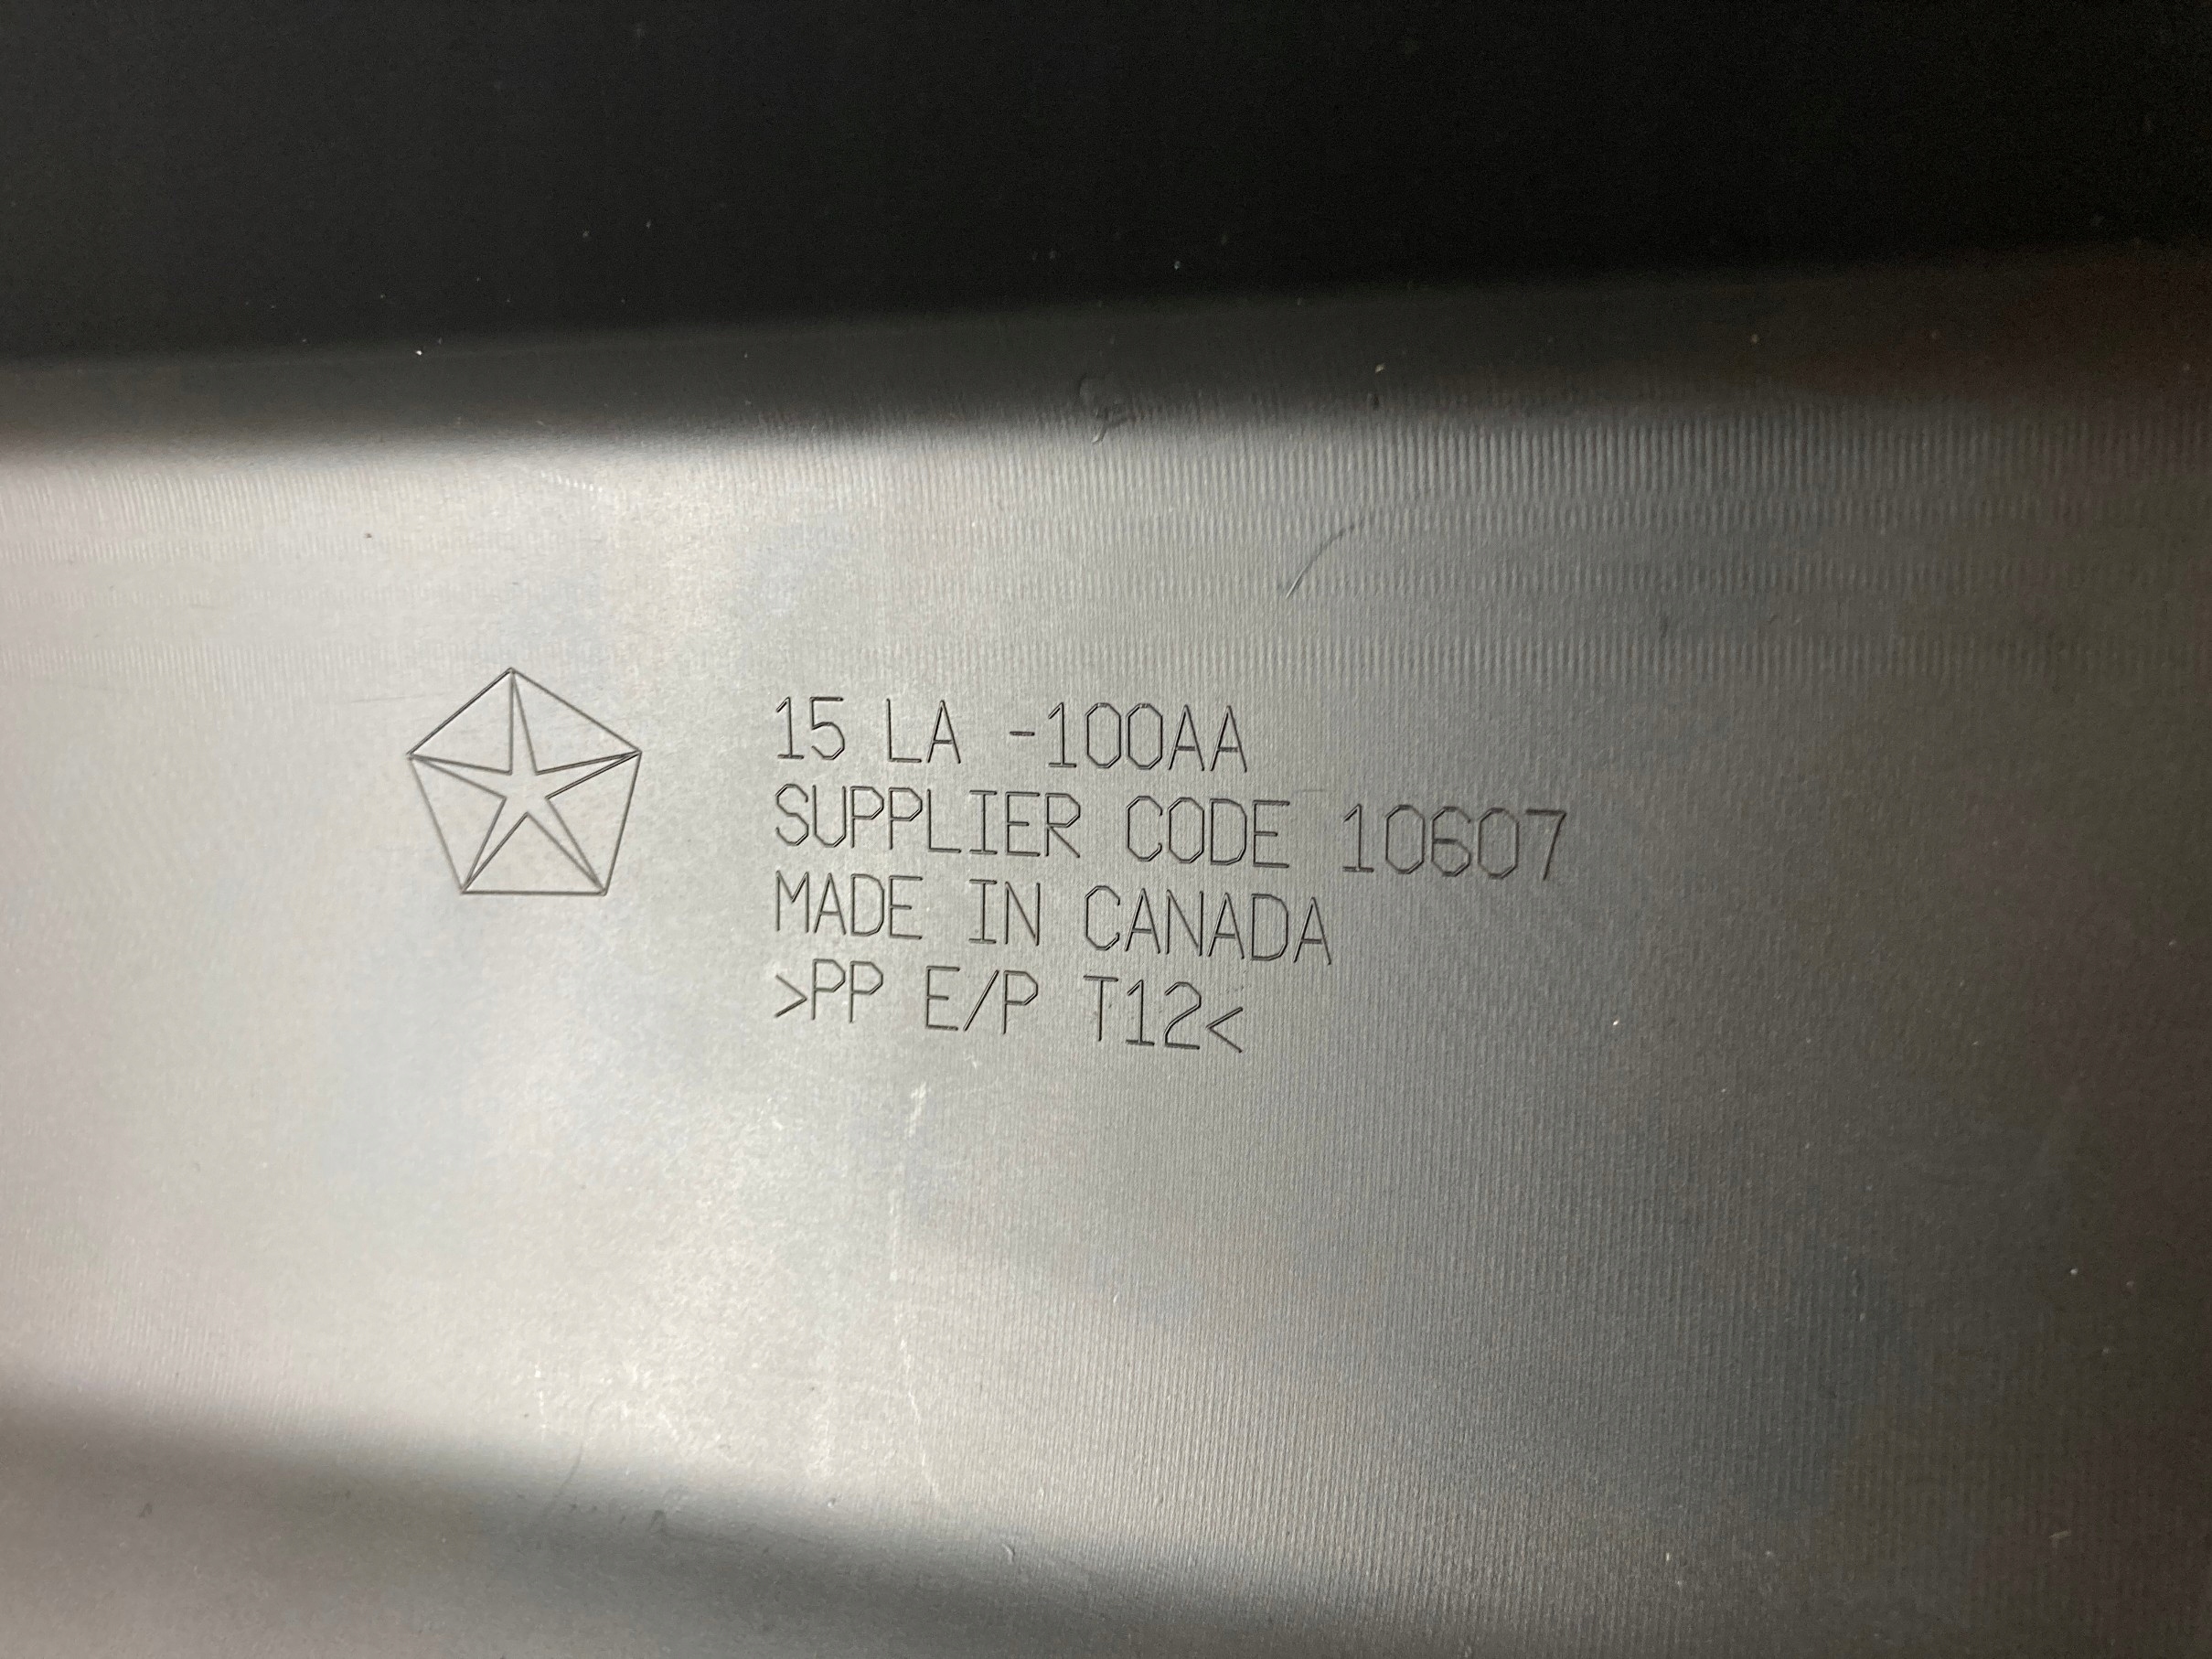 15 LA -100AA
SUPPLIER CODE 10607
MADE IN CANADA
>PP E/P T12<